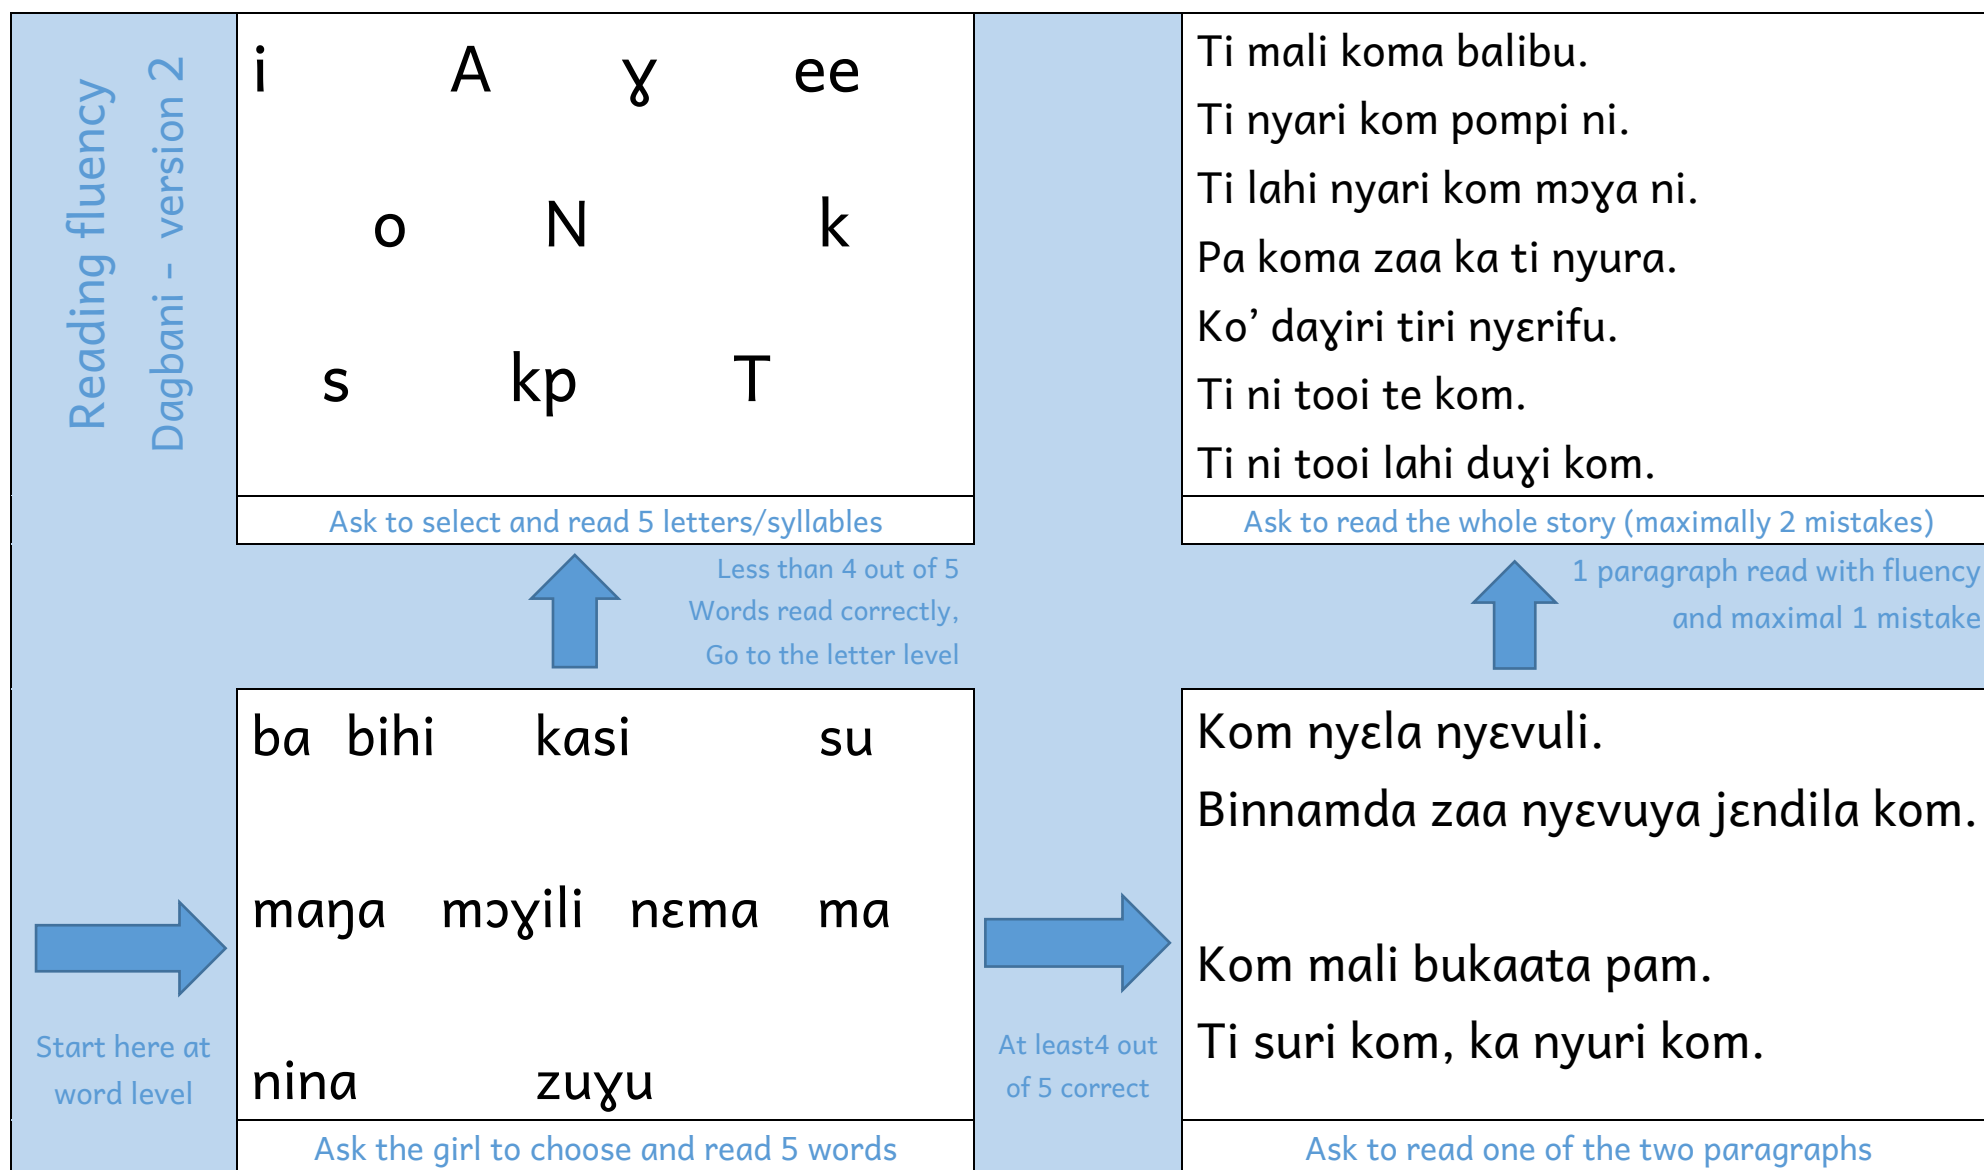 Reading fluency
Dagbani - version 2
i A ɣ ee
o N k
s kp T
Ask to select and read 5 letters/syllables
Less than 4 out of 5
Words read correctly,
Go to the letter level
Start here at
word level
ba bihi kasi su
maŋa mɔɣili nɛma ma
nina zuɣu
Ask the girl to choose and read 5 words
At least4 out
of 5 correct
Kom nyɛla nyɛvuli.
Binnamda zaa nyɛvuya jɛndila kom.
Kom mali bukaata pam.
Ti suri kom, ka nyuri kom.
Ask to read one of the two paragraphs
1 paragraph read with fluency
and maximal 1 mistake
Ti mali koma balibu.
Ti nyari kom pompi ni.
Ti lahi nyari kom mɔɣa ni.
Pa koma zaa ka ti nyura.
Ko’ daɣiri tiri nyɛrifu.
Ti ni tooi te kom.
Ti ni tooi lahi duɣi kom.
Ask to read the whole story (maximally 2 mistakes)